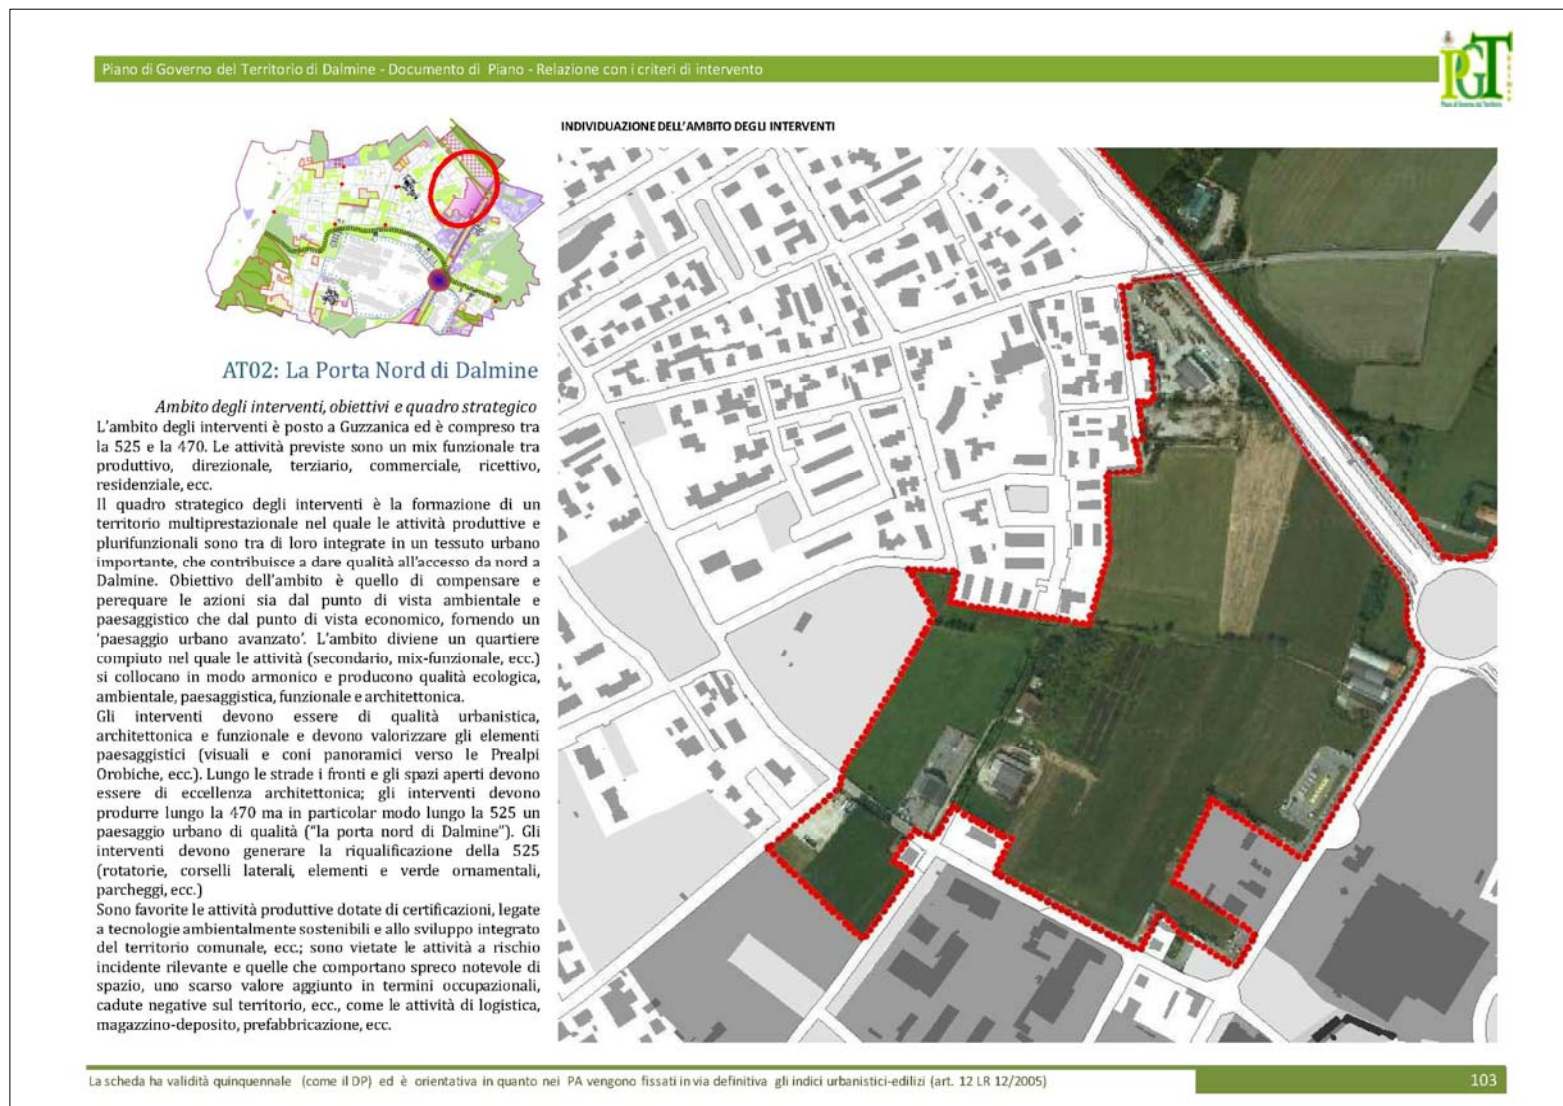 Piano di Governo del Territorio di Dalmine - Documento di Piano - Relazione con i criteri di intervento
PGT
Piano di Governo del Territorio
INDIVIDUAZIONE DELL'AMBITO DEGLI INTERVENTI
AT02: La Porta Nord di Dalmine
Ambito degli interventi, obiettivi e quadro strategico
L'ambito degli interventi è posto a Guzzanica ed è compreso tra
la 525 e la 470. Le attività previste sono un mix funzionale tra
produttivo, direzionale, terziario, commerciale, ricettivo,
residenziale, ecc.
Il quadro strategico degli interventi è la formazione di un
territorio multiprestazionale nel quale le attività produttive e
plurifunzionali sono tra di loro integrate in un tessuto urbano
importante, che contribuisce a dare qualità all'accesso da nord a
Dalmine. Obiettivo dell'ambito è quello di compensare e
perequare le azioni sia dal punto di vista ambientale e
paesaggistico che dal punto di vista economico, fornendo un
'paesaggio urbano avanzato'. L'ambito diviene un quartiere
compiuto nel quale le attività (secondario, mix-funzionale, ecc.)
si collocano in modo armonico e producono qualità ecologica,
ambientale, paesaggistica, funzionale e architettonica.
Gli interventi devono essere di qualità urbanistica,
architettonica e funzionale e devono valorizzare gli elementi
paesaggistici (visuali e coni panoramici verso le Prealpi
Orobiche, ecc.). Lungo le strade i fronti e gli spazi aperti devono
essere di eccellenza architettonica; gli interventi devono
produrre lungo la 470 ma in particolar modo lungo la 525 un
paesaggio urbano di qualità ("la porta nord di Dalmine"). Gli
interventi devono generare la riqualificazione della 525
(rotatorie, corselli laterali, elementi e verde ornamentali,
parcheggi, ecc.)
Sono favorite le attività produttive dotate di certificazioni, legate
a tecnologie ambientalmente sostenibili e allo sviluppo integrato
del territorio comunale, ecc.; sono vietate le attività a rischio
incidente rilevante e quelle che comportano spreco notevole di
spazio, uno scarso valore aggiunto in termini occupazionali,
cadute negative sul territorio, ecc., come le attività di logistica,
magazzino-deposito, prefabbricazione, ecc.
La scheda ha validità quinquennale (come il DP) ed è orientativa in quanto nei PA vengono fissati in via definitiva gli indici urbanistici-edilizi (art. 12 LR 12/2005)
103